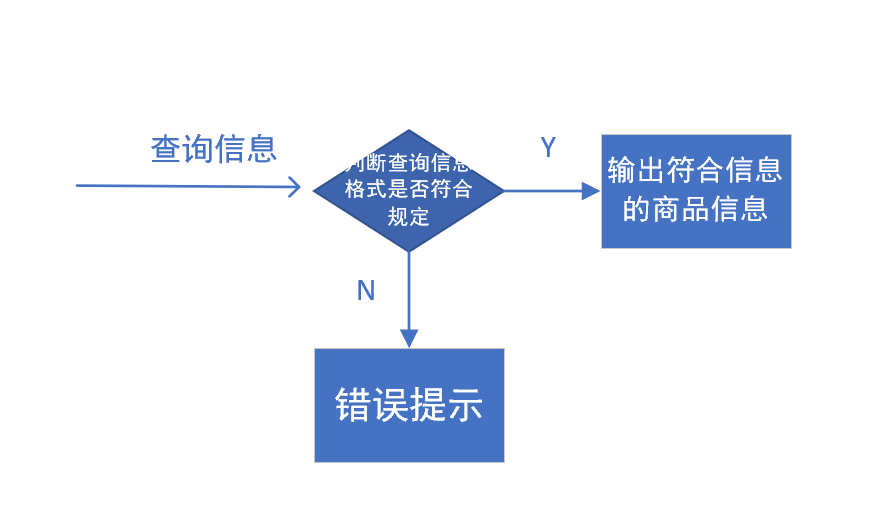 查询信息
Y
判断查询信息
格式是否符合
规定
输出符合信息
的商品信息
N
错误提示